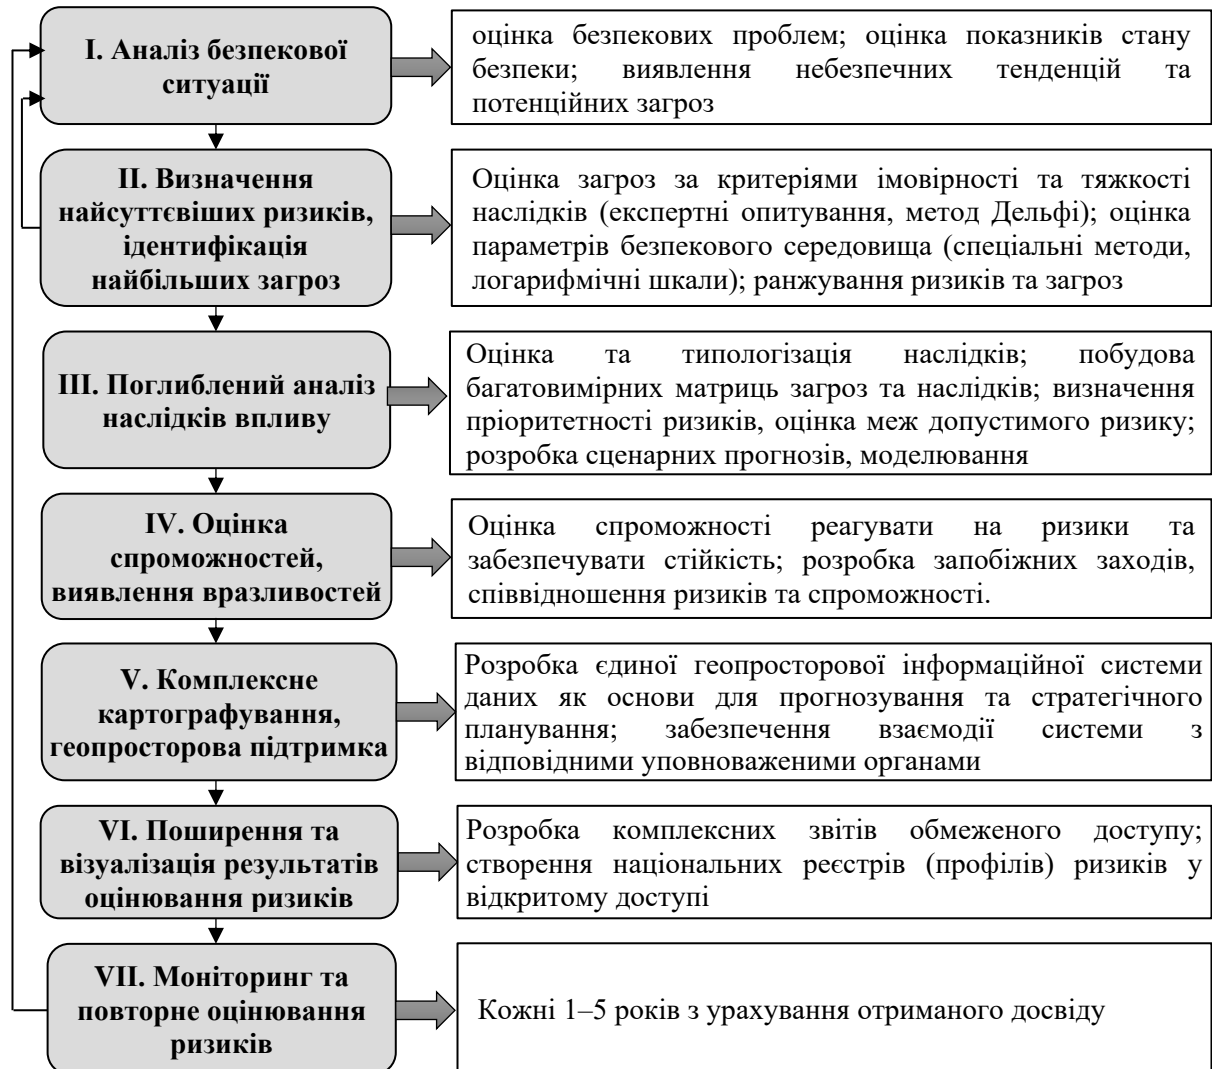 І. Аналіз безпекової
ситуації
оцінка безпекових проблем; оцінка показників стану
безпеки; виявлення небезпечних тенденцій та
потенційних загроз
ІІ. Визначення
найсуттєвіших ризиків,
ідентифікація
найбільших загроз
Оцінка загроз за критеріями імовірності та тяжкості
наслідків (експертні опитування, метод Дельфі); оцінка
параметрів безпекового середовища (спеціальні методи,
логарифмічні шкали); ранжування ризиків та загроз
ІІІ. Поглиблений аналіз
наслідків впливу
Оцінка та типологізація наслідків; побудова
багатовимірних матриць загроз та наслідків; визначення
пріоритетності ризиків, оцінка меж допустимого ризику;
розробка сценарних прогнозів, моделювання
IV. Оцінка
спроможностей,
виявлення вразливостей
Оцінка спроможності реагувати на ризики та
забезпечувати стійкість; розробка запобіжних заходів,
співвідношення ризиків та спроможності.
V. Комплексне
картографування,
геопросторова підтримка
Розробка єдиної геопросторової інформаційної системи
даних як основи для прогнозування та стратегічного
планування; забезпечення взаємодії системи з
відповідними уповноваженими органами
VI. Поширення та
візуалізація результатів
оцінювання ризиків
Розробка комплексних звітів обмеженого доступу;
створення національних реєстрів (профілів) ризиків у
відкритому доступі
VII. Моніторинг та
повторне оцінювання
ризиків
Кожні 1–5 років з урахування отриманого досвіду